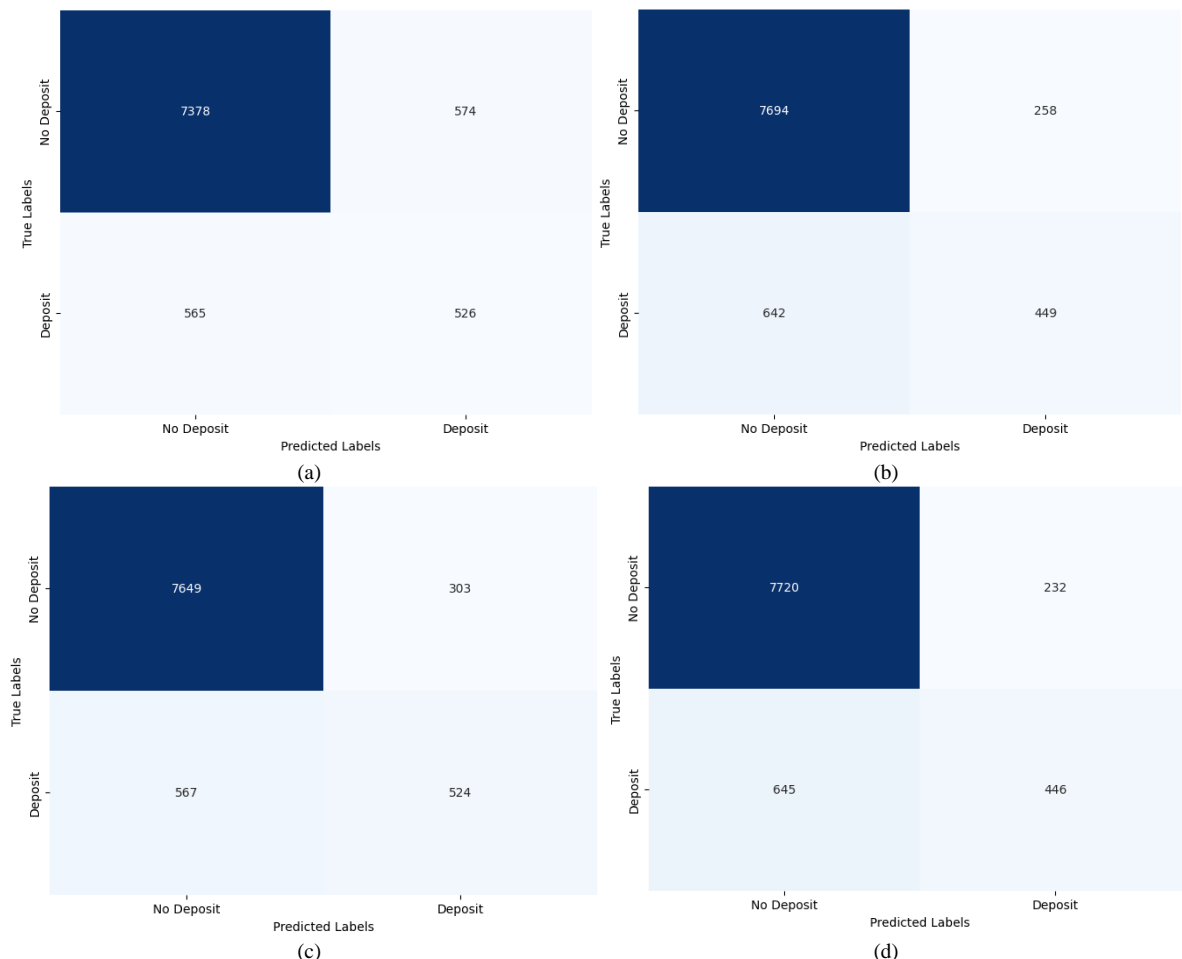 No Deposit
7378
574
True Labels
Deposit
565
526
No Deposit
Deposit
Predicted Labels
(a)
No Deposit
7694
258
True Labels
Deposit
642
449
No Deposit
Deposit
Predicted Labels
(b)
No Deposit
7649
303
True Labels
Deposit
567
524
No Deposit
Deposit
Predicted Labels
(c)
No Deposit
7720
232
True Labels
Deposit
645
446
No Deposit
Deposit
Predicted Labels
(d)